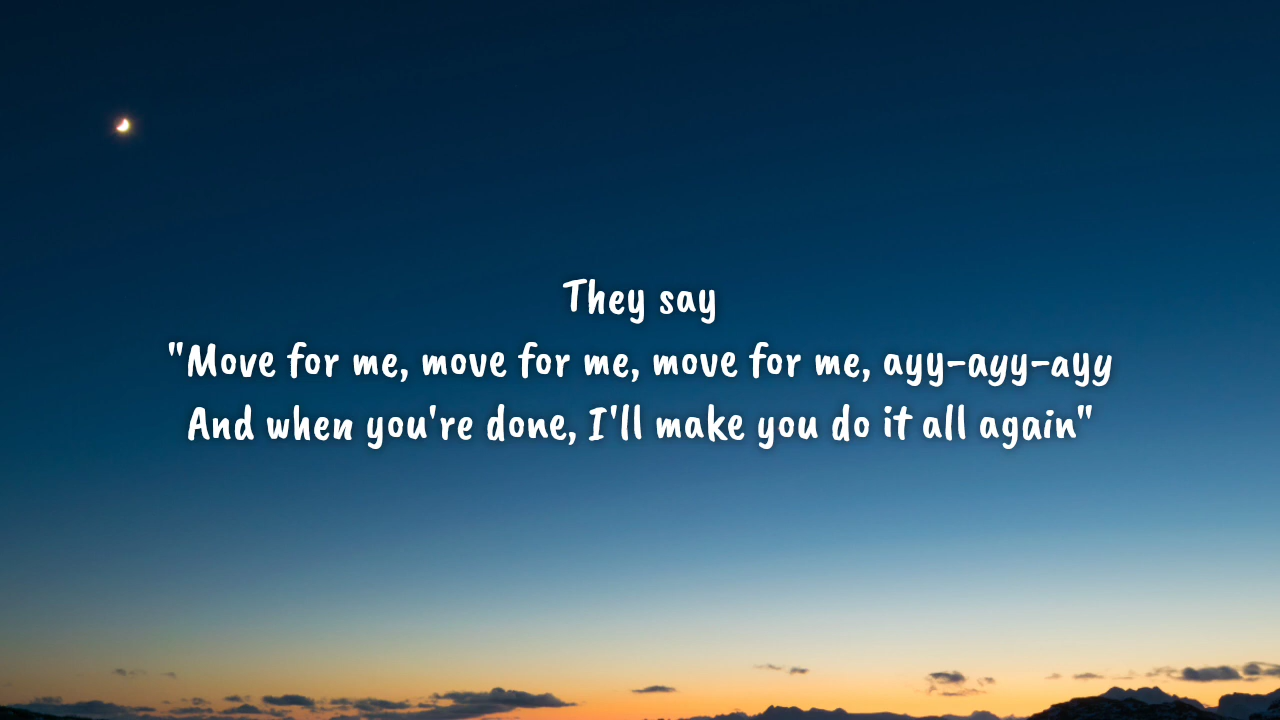 They say
"Move for me, move for me, move for me, ayy-ayy-ayy
And when you're done, I'll make you do it all again"